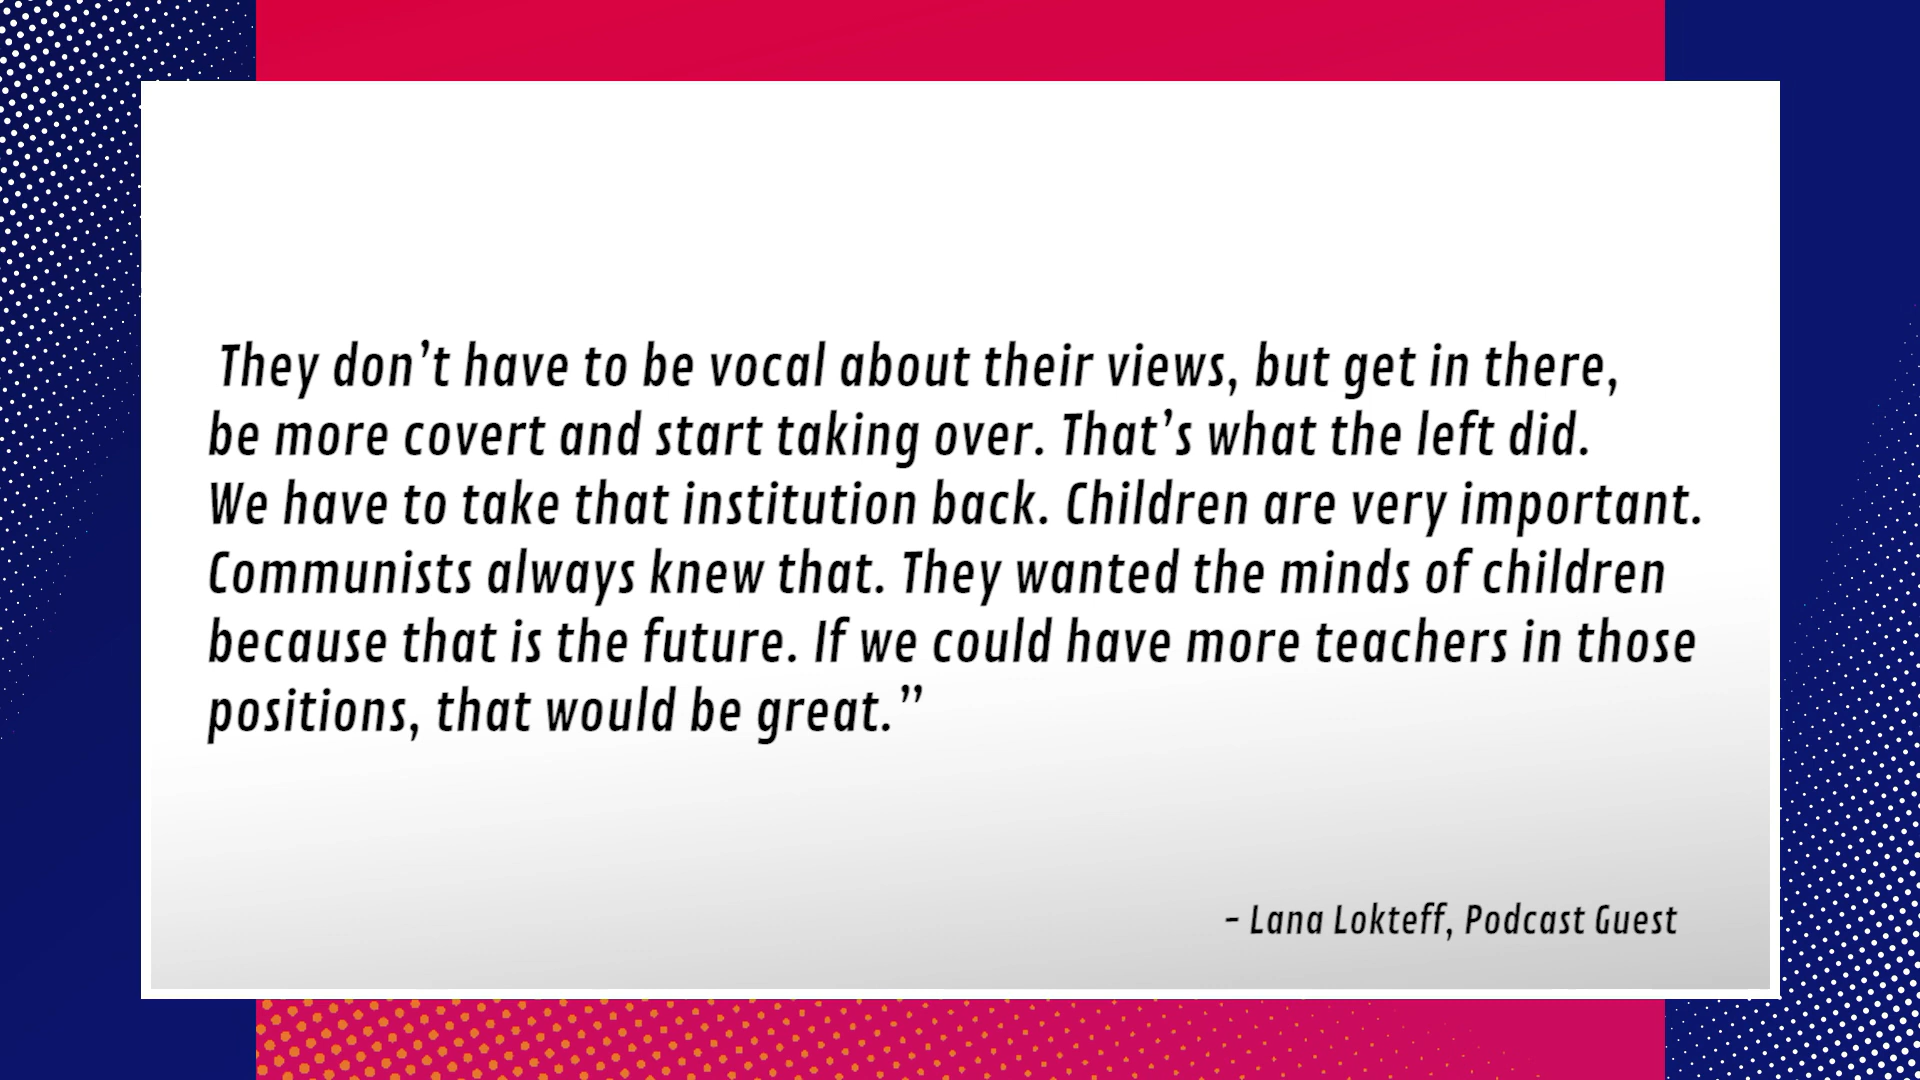 They don’t have to be vocal about their views, but get in there,
be more covert and start taking over. That’s what the left did.
We have to take that institution back. Children are very important.
Communists always knew that. They wanted the minds of children
because that is the future. If we could have more teachers in those
positions, that would be great.”
– Lana Lokteff, Podcast Guest